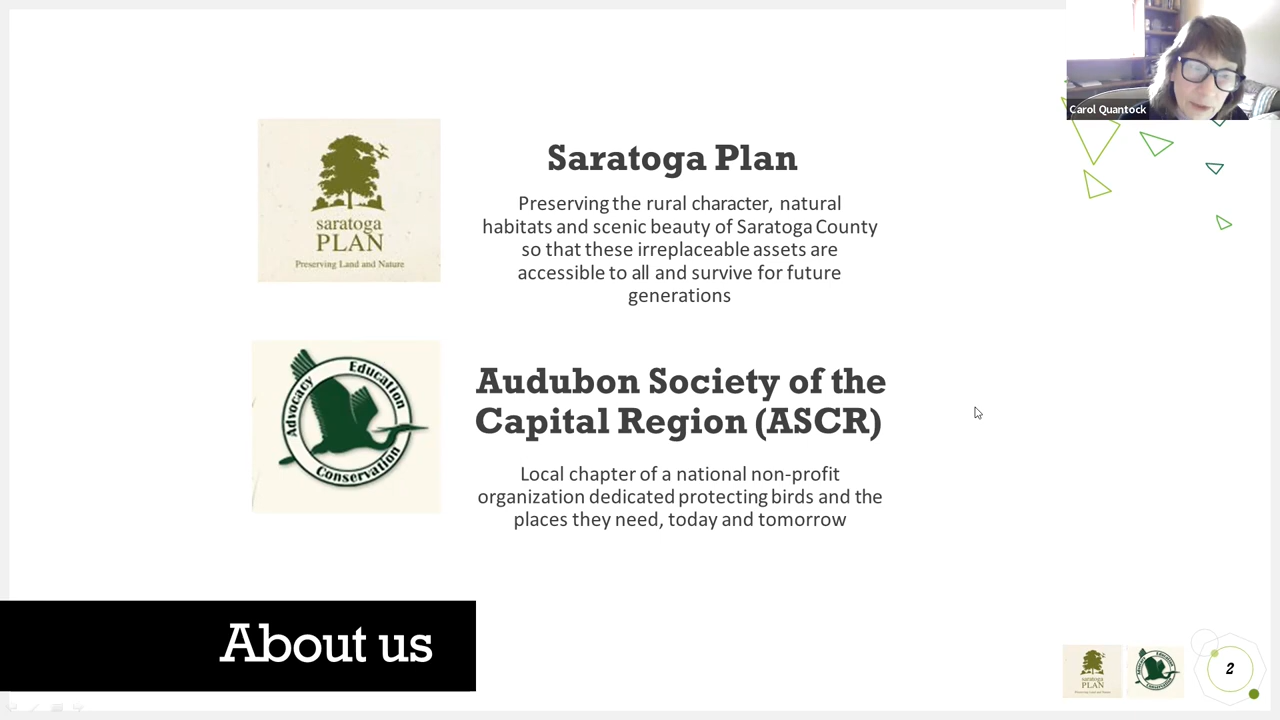 Carol Quantock
saratoga
PLAN
Preserving Land and Nature
Saratoga Plan
Preserving the rural character, natural
habitats and scenic beauty of Saratoga County
so that these irreplaceable assets are
accessible to all and survive for future
generations
Advocacy Education
Conservation
Audubon Society of the
Capital Region (ASCR)
Local chapter of a national non-profit
organization dedicated protecting birds and the
places they need, today and tomorrow
About us
saratoga
PLAN
2